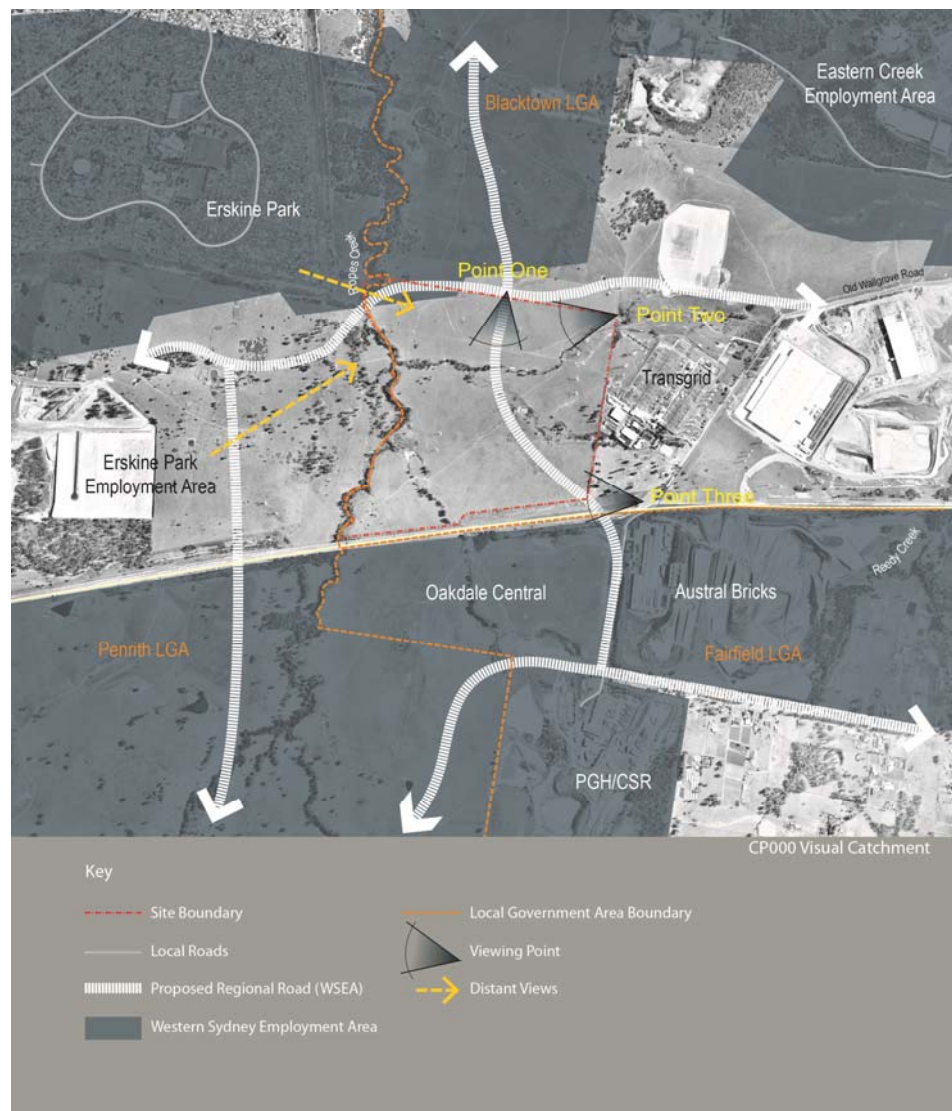 Eastern Creek
Employment Area
Blacktown LGA
Erskine Park
Ropes Creek
Point One
Old Wallgrove Road
Point Two
Transgrid
Erskine Park
Employment Area
Point Three
Reedy Creek
Oakdale Central
Austral Bricks
Penrith LGA
Fairfield LGA
PGH/CSR
CP000 Visual Catchment
Key
Site Boundary
Local Government Area Boundary
Local Roads
Viewing Point
Proposed Regional Road (WSEA)
Distant Views
Western Sydney Employment Area